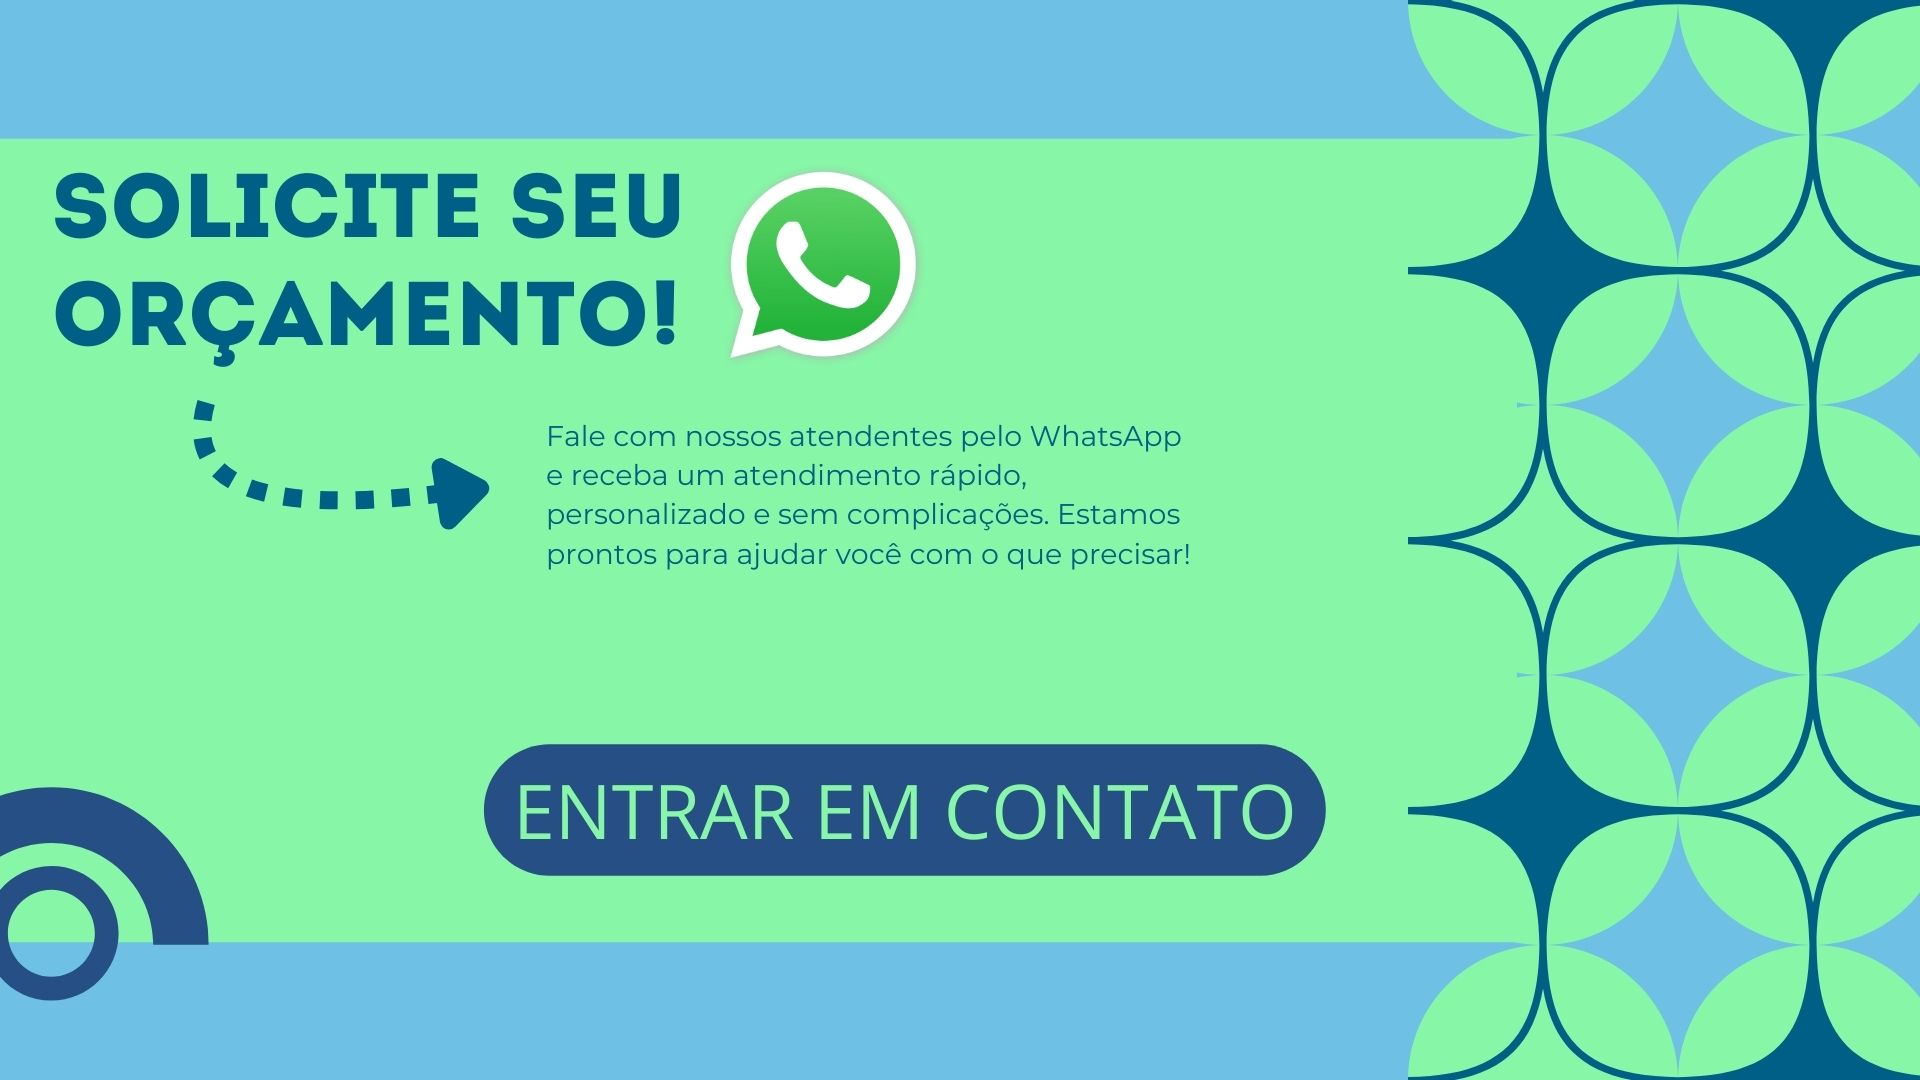 SOLICITE SEU
ORÇAMENTO!
Fale com nossos atendentes pelo WhatsApp
e receba um atendimento rápido,
personalizado e sem complicações. Estamos
prontos para ajudar você com o que precisar!
ENTRAR EM CONTATO